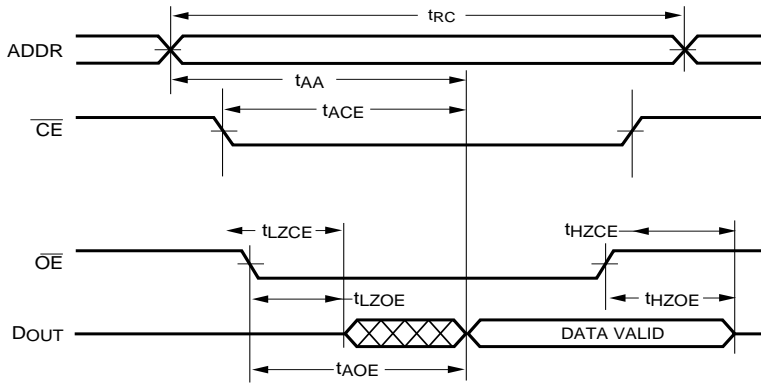 tRC
ADDR
tAA
tACE
CE
tLZCE
tHZCE
OE
tLZOE
tHZOE
DOUT
DATA VALID
tAOE